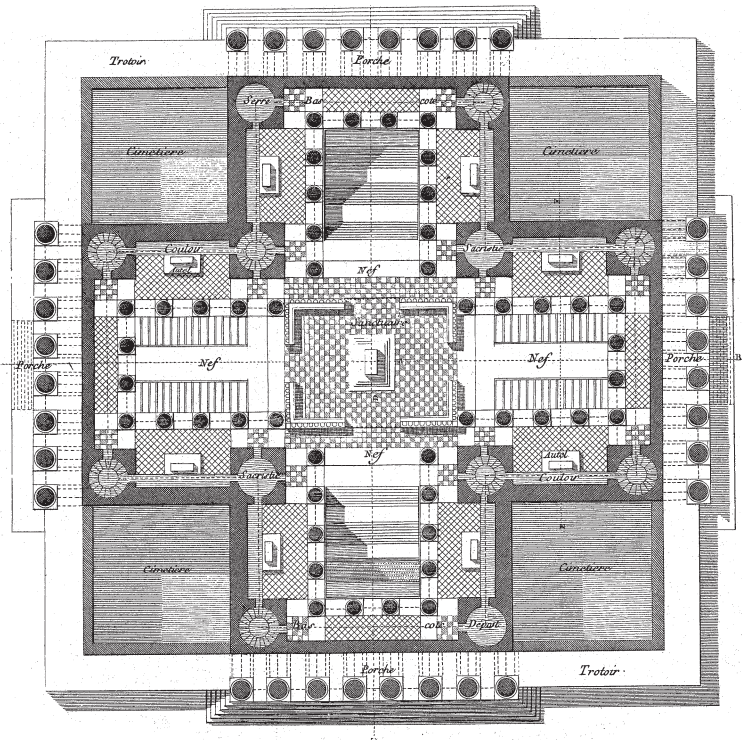 Trotoir
Porche
Serre
Bas
coté
Cimetiere
Cimetiere
Couloir
Autel
Sacristie
Nef
Sanctuaire
Porche
Nef
Nef
Porche
B
Nef
Sacristie
Autel
Couloir
Cimetiere
Cimetiere
Bas
coté
Dépost
Porche
Trotoir